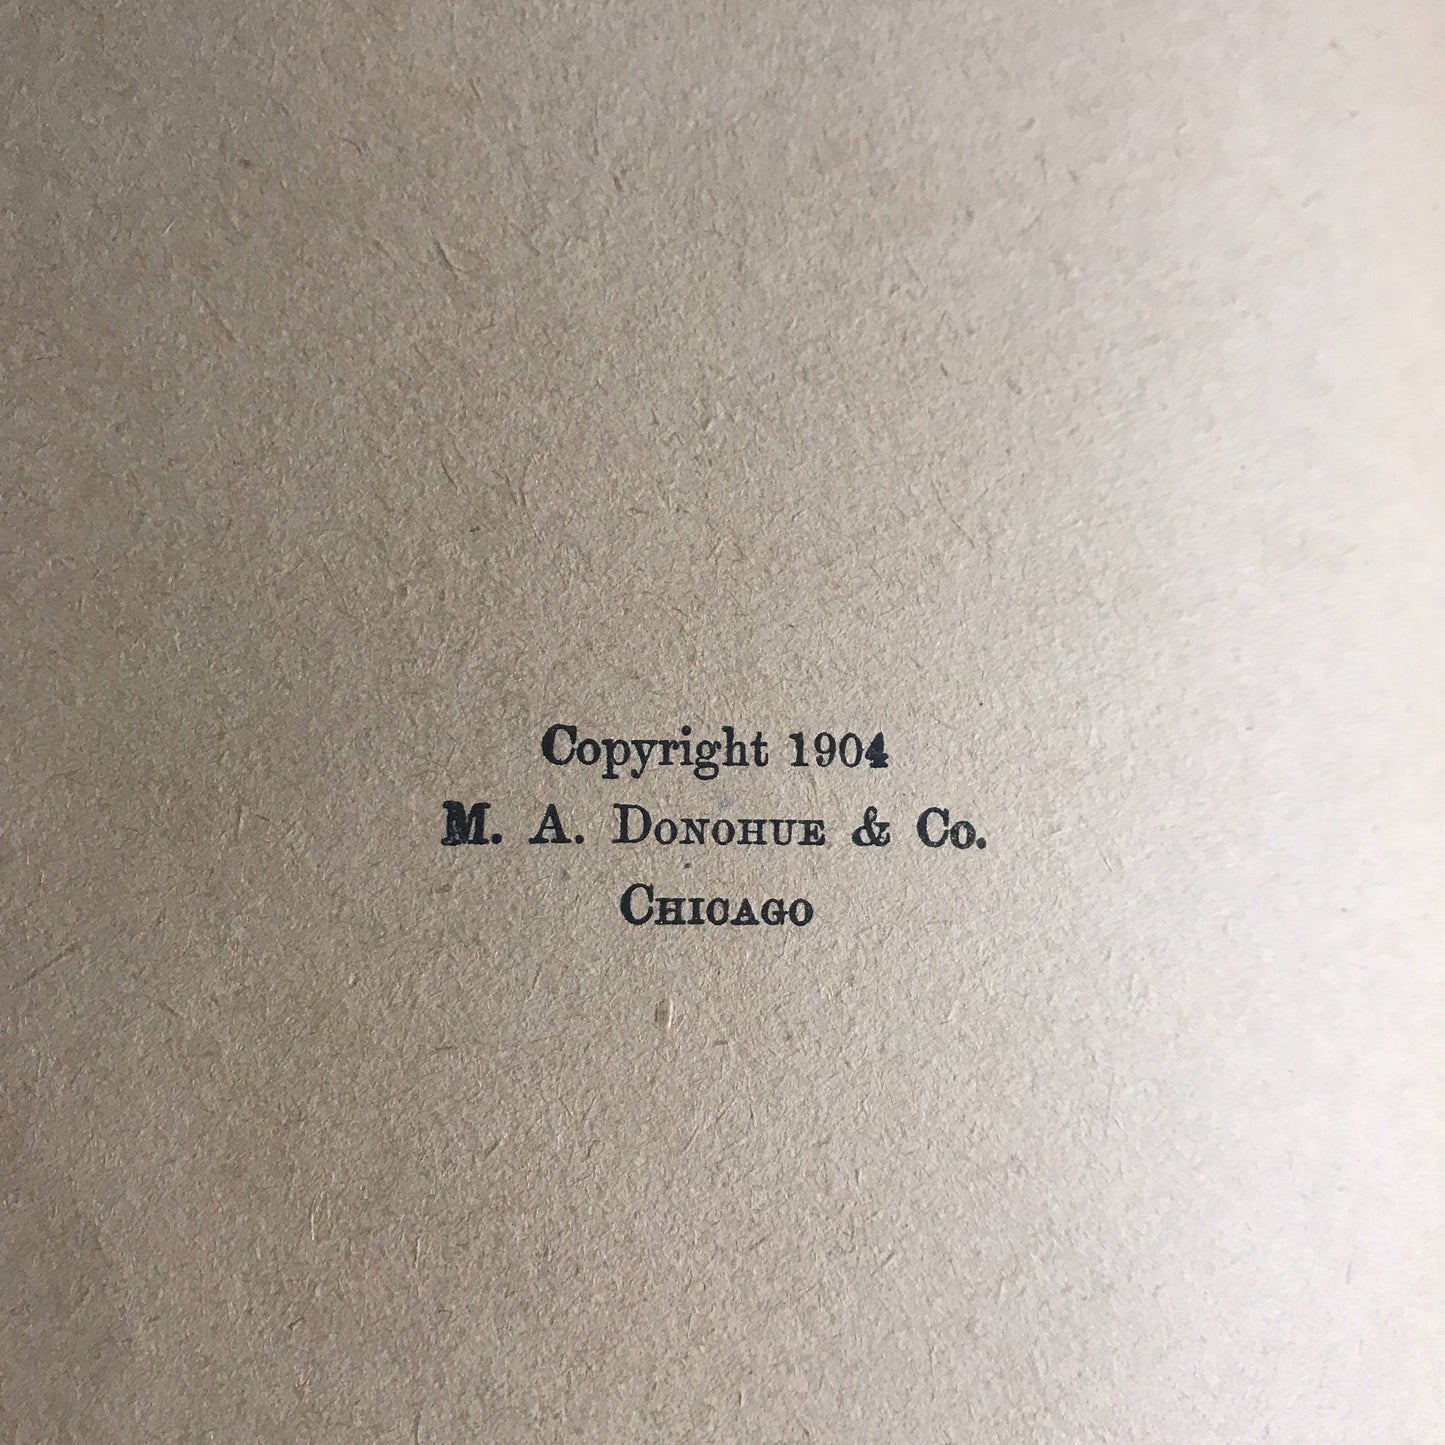 Copyright 1904
M. A. DONOHUE & CO.
CHICAGO